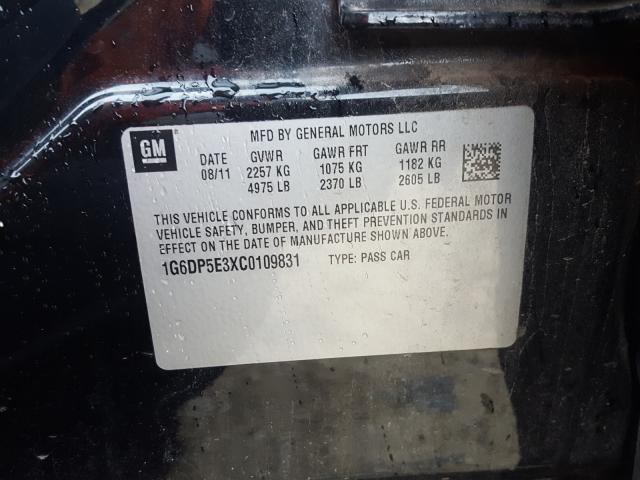 GM
MFD BY GENERAL MOTORS LLC
DATE GVWR GAWR FRT GAWR RR
08/11 2257 KG 1075 KG 1182 KG
4975 LB 2370 LB 2605 LB
THIS VEHICLE CONFORMS TO ALL APPLICABLE U.S. FEDERAL MOTOR
VEHICLE SAFETY, BUMPER, AND THEFT PREVENTION STANDARDS IN
EFFECT ON THE DATE OF MANUFACTURE SHOWN ABOVE.
1G6DP5E3XC0109831 TYPE: PASS CAR